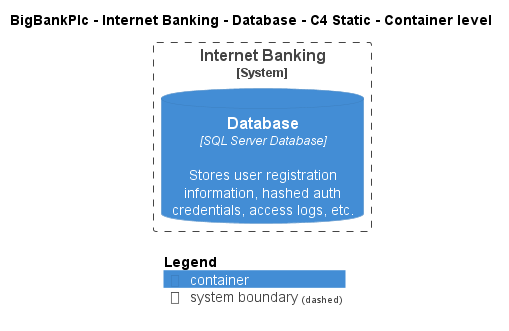 BigBankPlc - Internet Banking - Database - C4 Static - Container level
Internet Banking
[System]
Database
[SQL Server Database]
Stores user registration
information, hashed auth
credentials, access logs, etc.
Legend
container
system boundary (dashed)